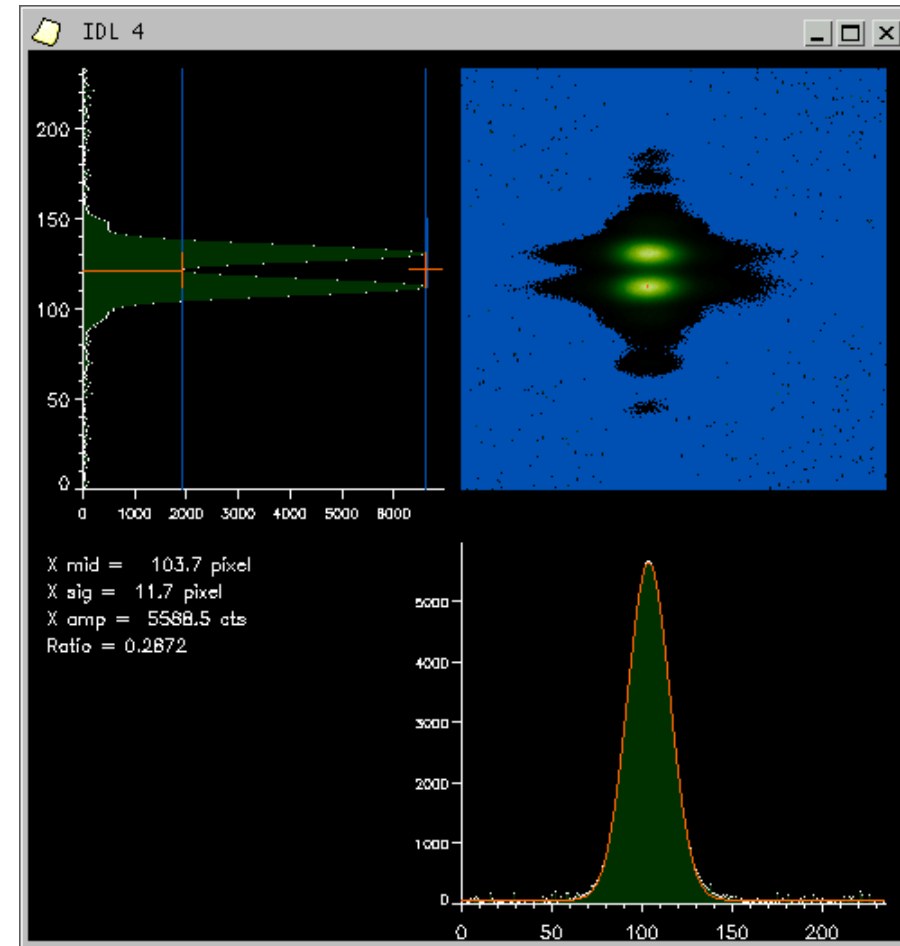 IDL 4
200
150
100
50
0
0 1000 2000 3000 4000 5000 6000
X mid = 103.7 pixel
X sig = 11.7 pixel
X amp = 5588.5 cts
Ratio = 0.2872
5000
4000
3000
2000
1000
0
0 50 100 150 200